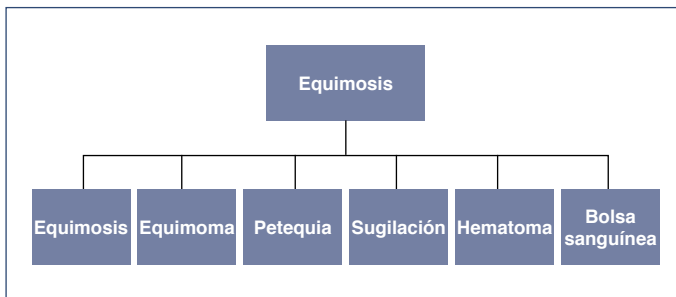 Equimosis
Equimosis
Equimoma
Petequia
Sugilación
Hematoma
Bolsa
sanguínea